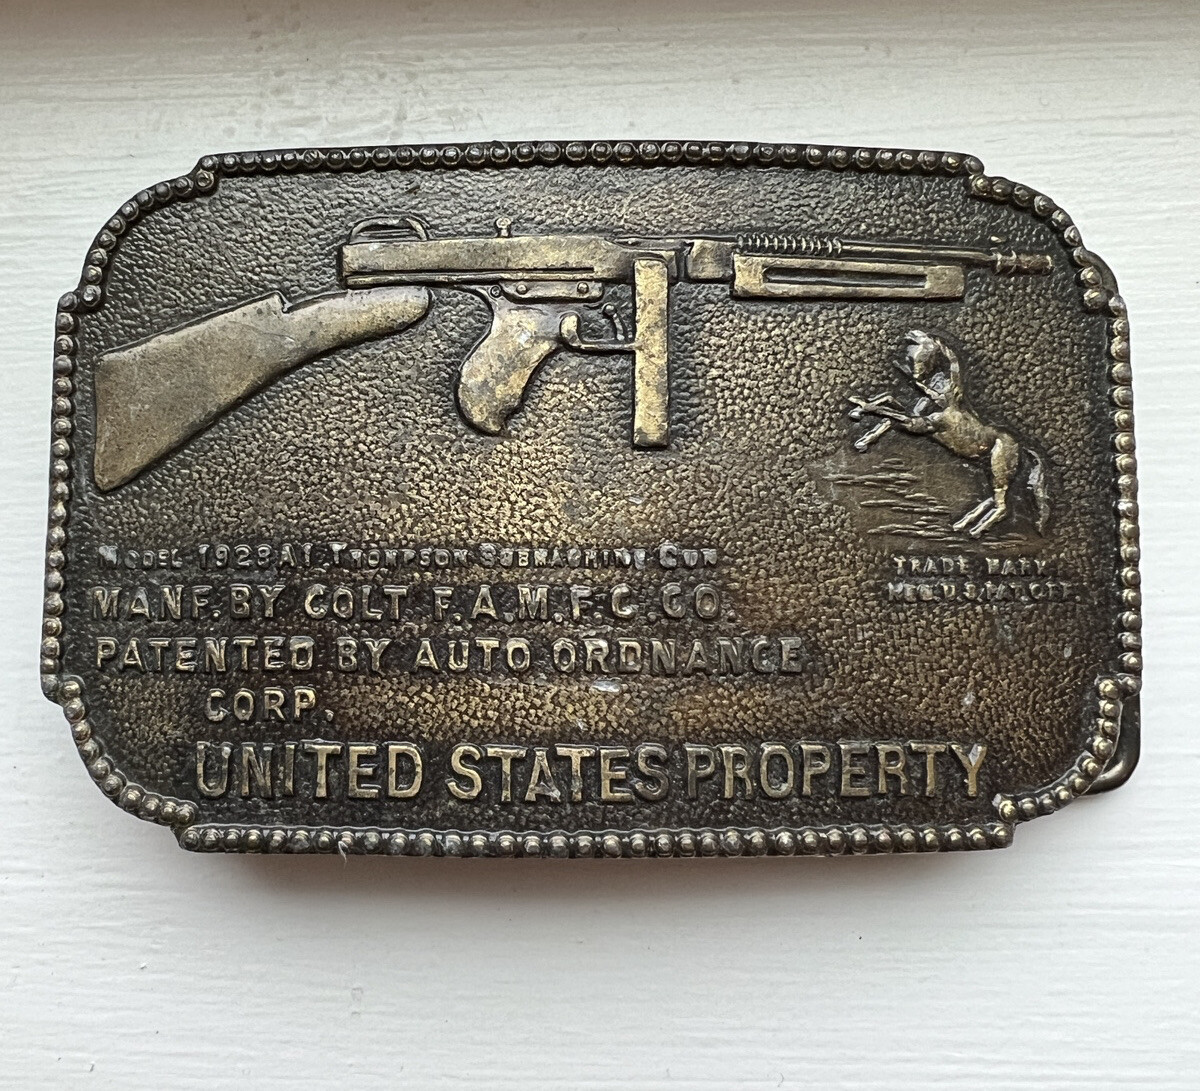 MODEL 1928A1 THOMPSON SUBMACHINE GUN
MANF. BY COLT F.A.M.F.G. CO.
PATENTED BY AUTO ORDNANCE
CORP.
UNITED STATES PROPERTY
TRADE MARK